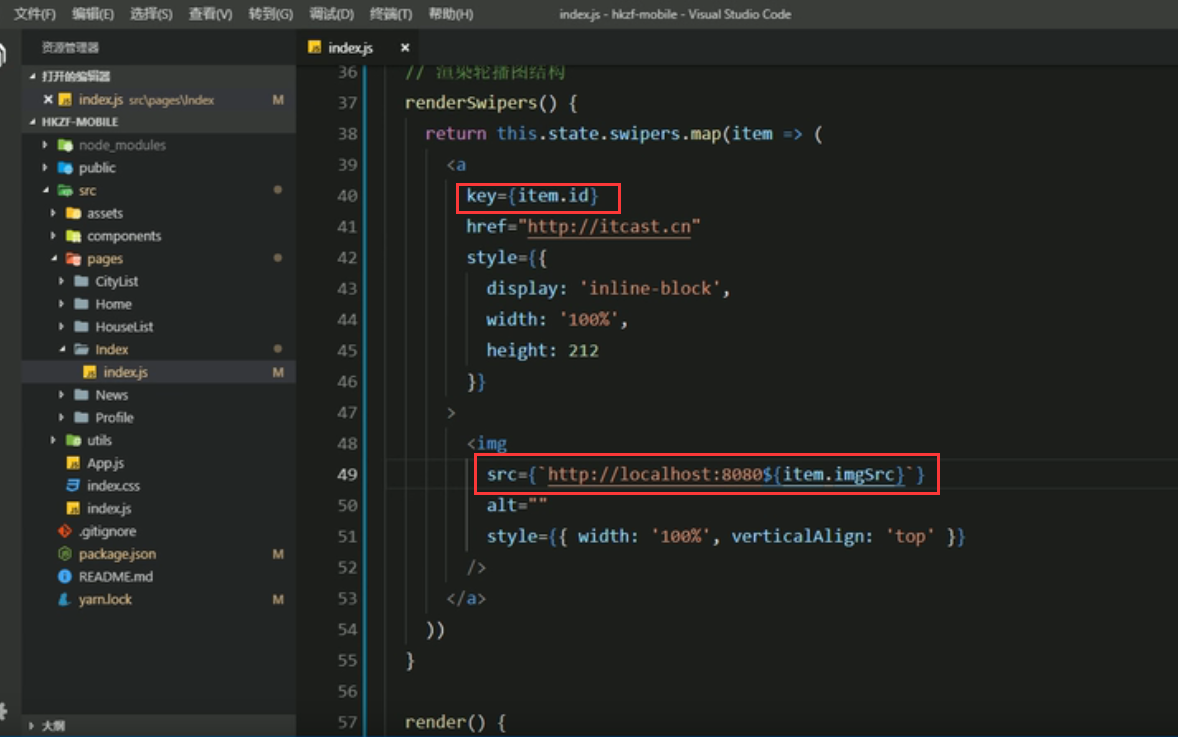 文件(F) 编辑(E) 选择(S) 查看(V) 转到(G) 调试(D) 终端(T) 帮助(H) index.js - hkzf-mobile - Visual Studio Code
资源管理器
打开的编辑器
index.js src\pages\Index M
HKZF-MOBILE
node_modules
public
src
assets
components
pages
CityList
Home
HouseList
Index
index.js M
News
Profile
utils
App.js
index.css
index.js
.gitignore
package.json M
README.md
yarn.lock M
大纲
index.js
36 // 渲染轮播图结构
37 renderSwipers() {
38 return this.state.swipers.map(item => (
39 <a
40 key={item.id}
41 href="http://itcast.cn"
42 style={{
43 display: 'inline-block',
44 width: '100%',
45 height: 212
46 }}
47 >
48 <img
49 src={`http://localhost:8080${item.imgSrc}`}
50 alt=""
51 style={{ width: '100%', verticalAlign: 'top' }}
52 />
53 </a>
54 ))
55 }
56
57 render() {